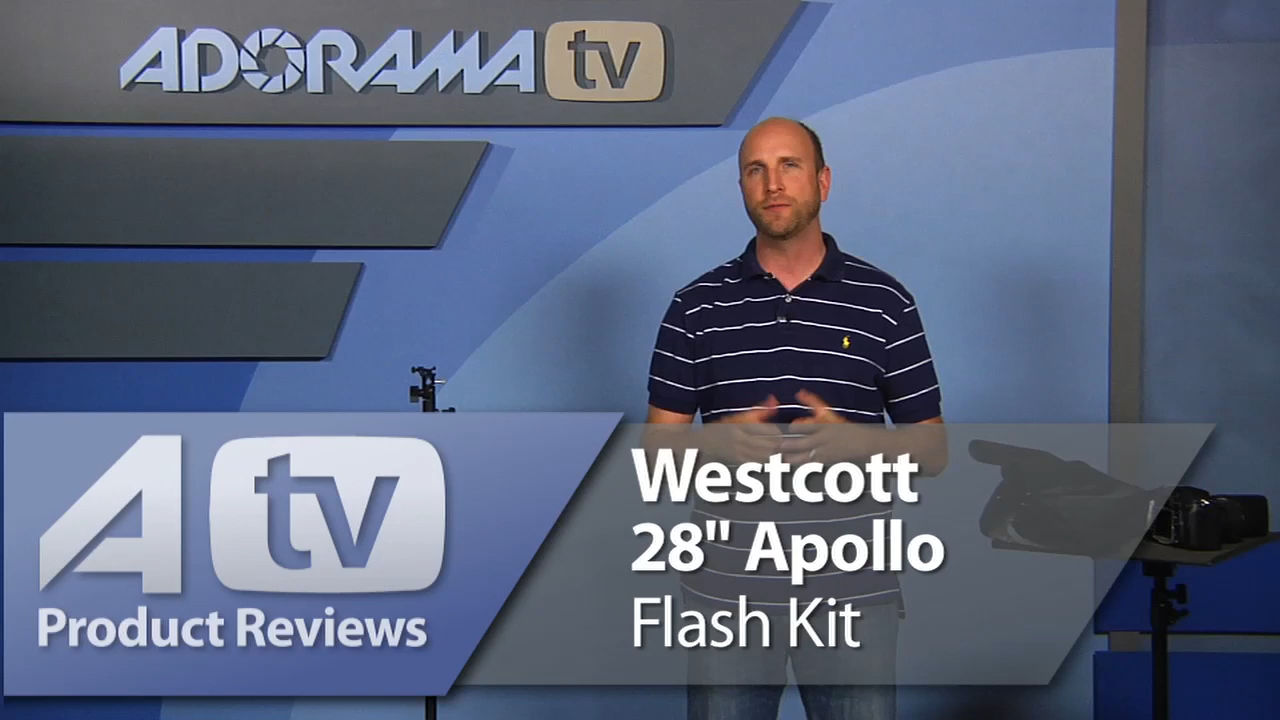 ADORAMA tv
A tv
Product Reviews
Westcott
28" Apollo
Flash Kit